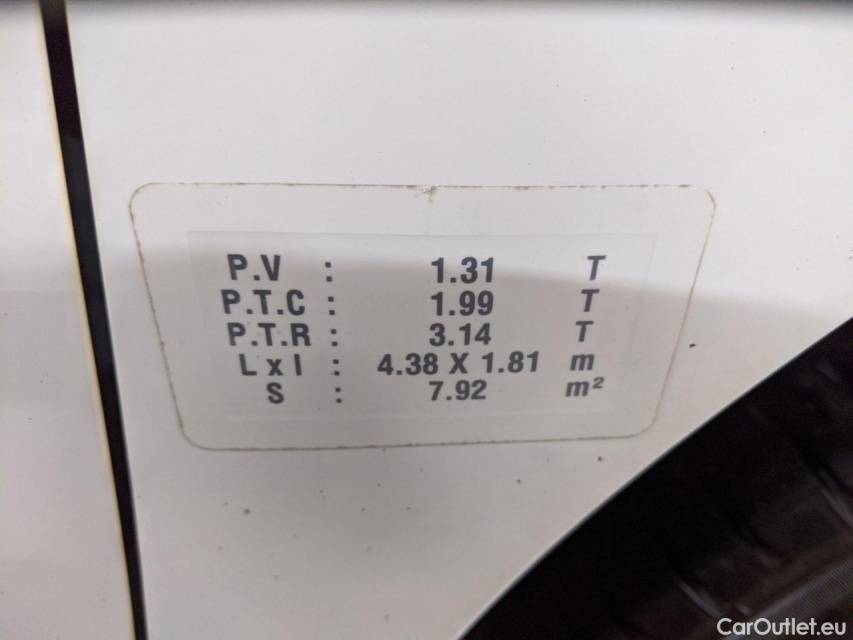 P.V : 1.31 T
P.T.C : 1.99 T
P.T.R : 3.14 T
L x l : 4.38 X 1.81 m
S : 7.92 m²
CarOutlet.eu